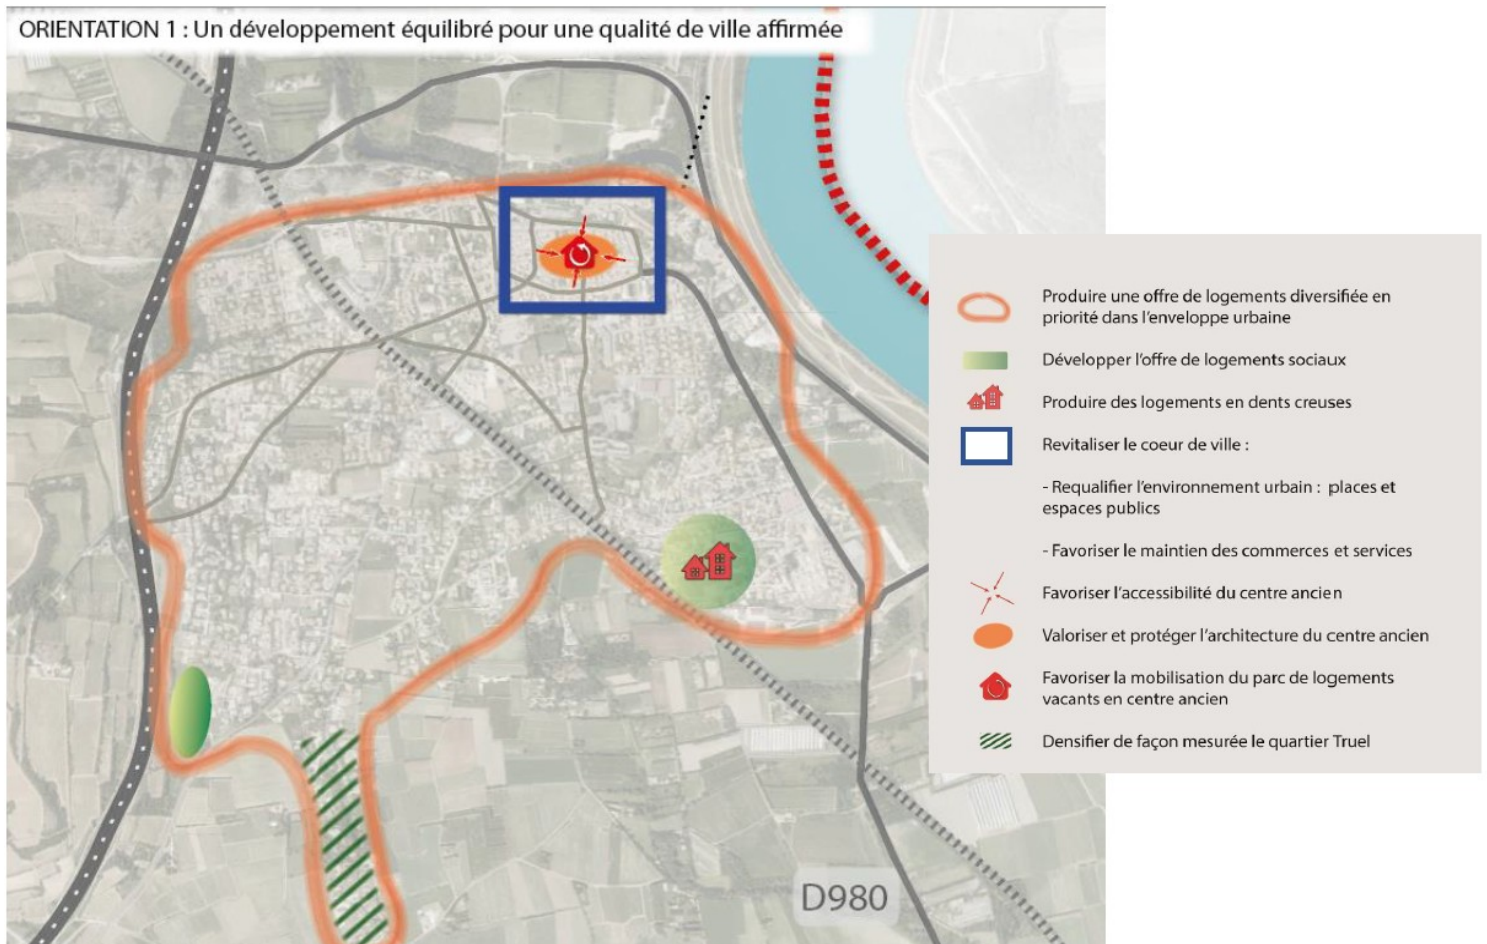 ORIENTATION 1 : Un développement équilibré pour une qualité de ville affirmée
Produire une offre de logements diversifiée en
priorité dans l'enveloppe urbaine
Développer l'offre de logements sociaux
Produire des logements en dents creuses
Revitaliser le coeur de ville :
- Requalifier l'environnement urbain : places et
espaces publics
- Favoriser le maintien des commerces et services
Favoriser l'accessibilité du centre ancien
Valoriser et protéger l'architecture du centre ancien
Favoriser la mobilisation du parc de logements
vacants en centre ancien
Densifier de façon mesurée le quartier Truel
D980